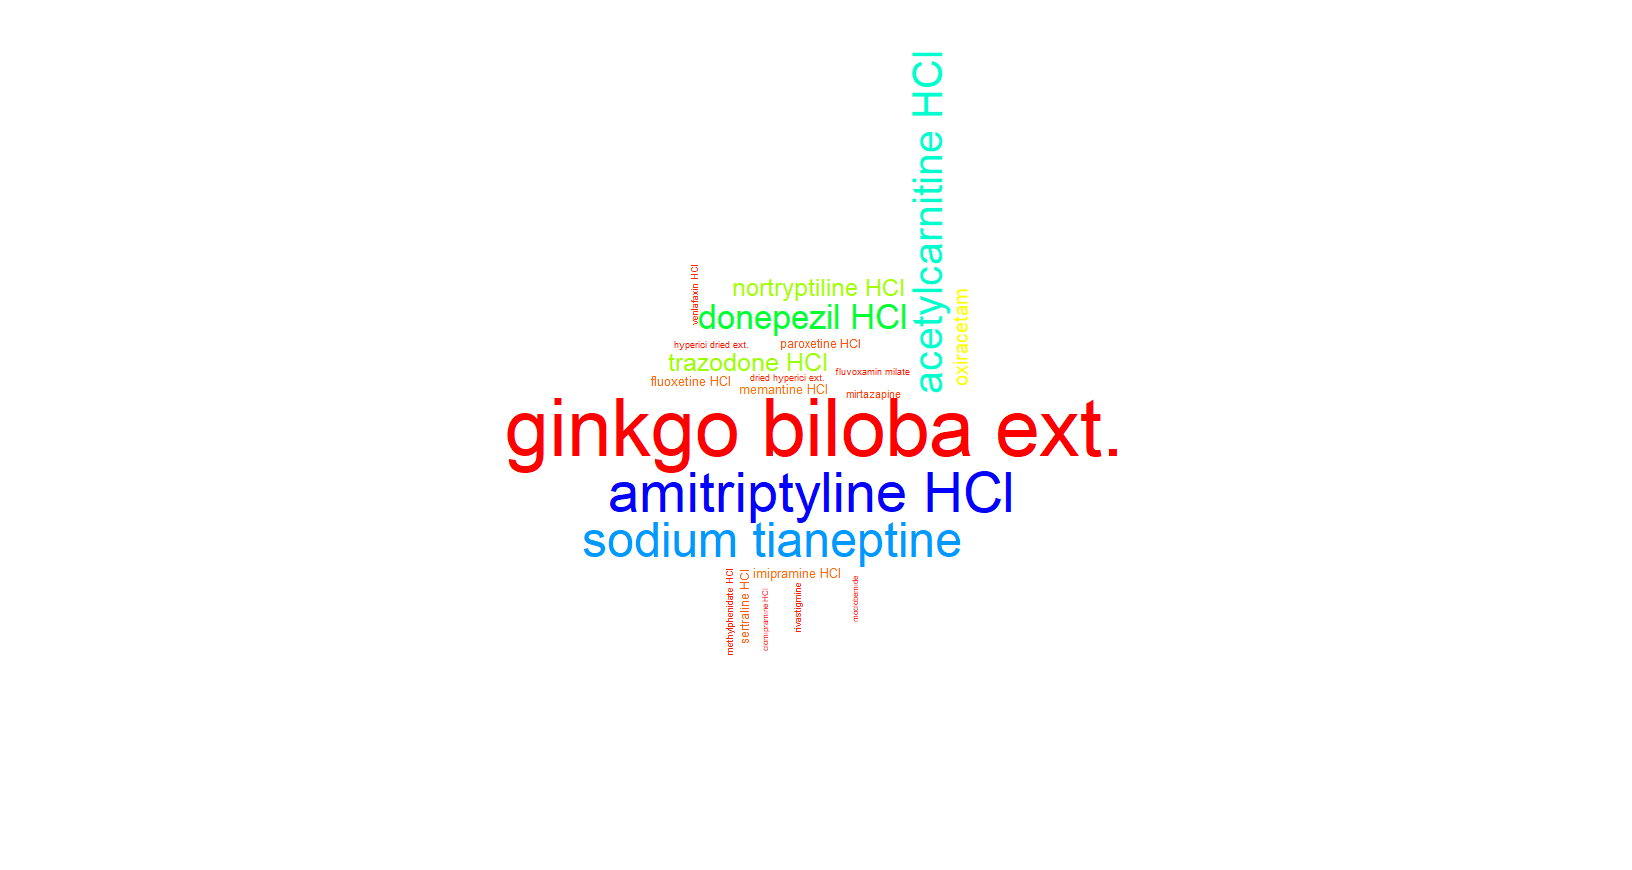 acetylcarnitine HCl
venlafaxin HCl
nortryptiline HCl
oxiracetam
donepezil HCl
hyperici dried ext.
paroxetine HCl
trazodone HCl
fluvoxamin milate
fluoxetine HCl
dried hyperici ext.
memantine HCl
mirtazapine
ginkgo biloba ext.
amitriptyline HCl
sodium tianeptine
imipramine HCl
methylphenidate HCl
sertraline HCl
clomipramine HCl
rivastigmine
moclobemide